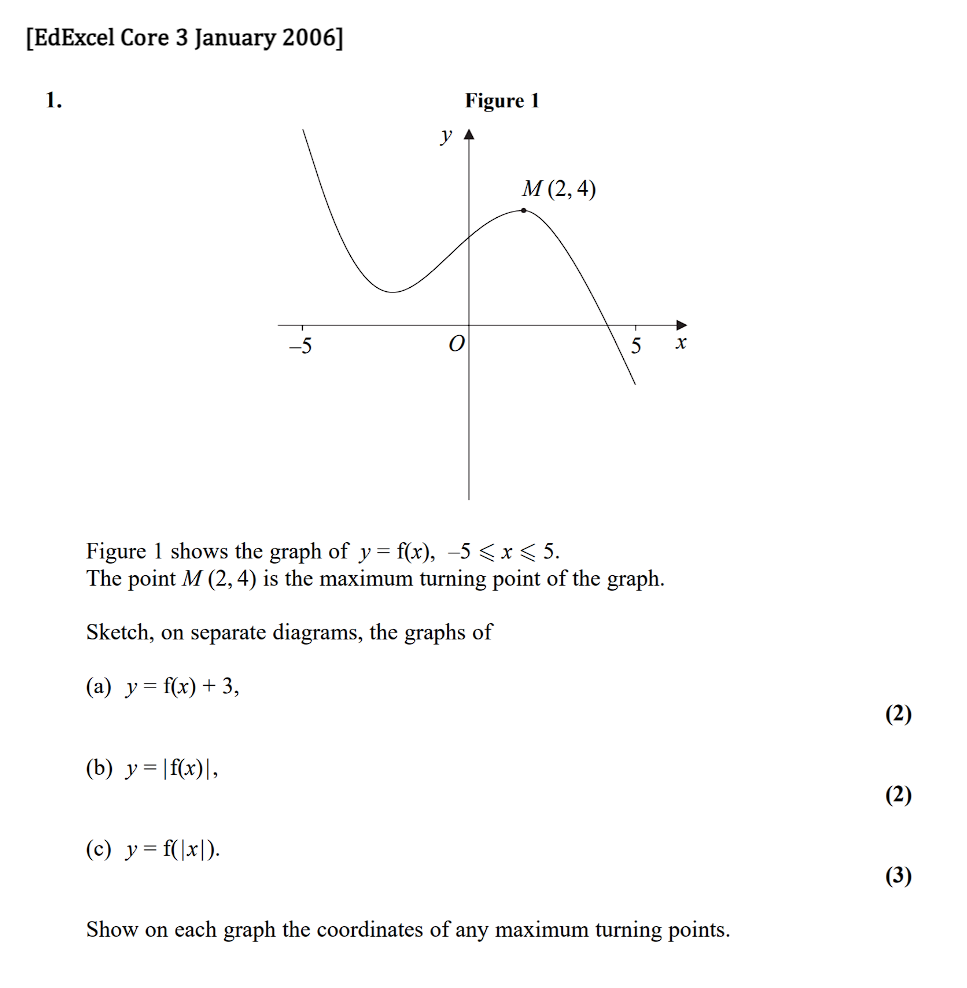 [EdExcel Core 3 January 2006]
1.
Figure 1
y
M (2, 4)
–5
O
5
x
Figure 1 shows the graph of y = f(x), –5 ⩽ x ⩽ 5.
The point M (2, 4) is the maximum turning point of the graph.
Sketch, on separate diagrams, the graphs of
(a) y = f(x) + 3,
(2)
(b) y = |f(x)|,
(2)
(c) y = f(|x|).
(3)
Show on each graph the coordinates of any maximum turning points.